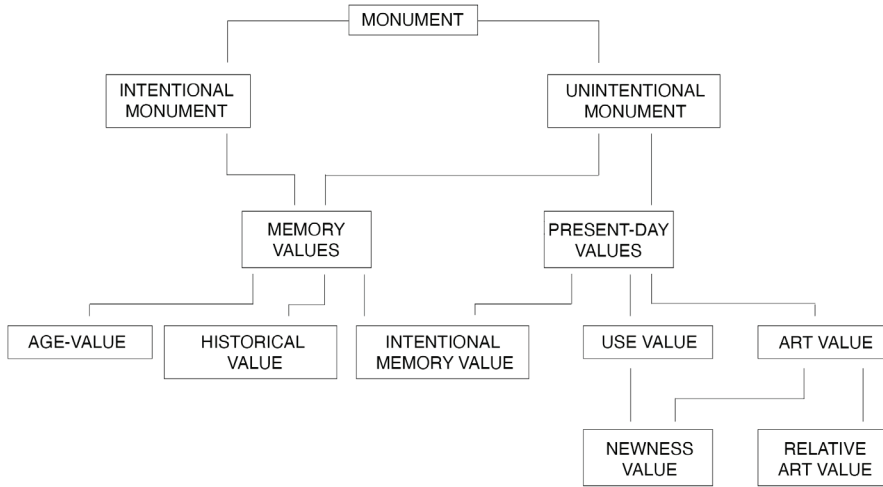 MONUMENT
INTENTIONAL
MONUMENT
UNINTENTIONAL
MONUMENT
MEMORY
VALUES
PRESENT-DAY
VALUES
AGE-VALUE
HISTORICAL
VALUE
INTENTIONAL
MEMORY VALUE
USE VALUE
ART VALUE
NEWNESS
VALUE
RELATIVE
ART VALUE